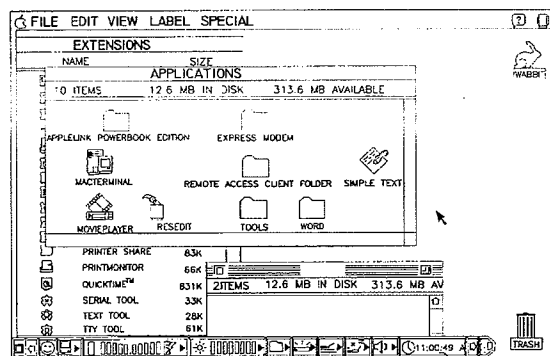 FILE EDIT VIEW LABEL SPECIAL
EXTENSIONS
NAME SIZE
WABBIT
APPLICATIONS
10 ITEMS 12.6 MB IN DISK 313.6 MB AVAILABLE
APPLELINK POWERBOOK EDITION EXPRESS MODEM
MACTERMINAL REMOTE ACCESS CLIENT FOLDER SIMPLE TEXT
MOVIEPLAYER RESEDIT TOOLS WORD
PRINTER SHARE 83K
PRINTMONITOR 66K
QUICKTIME™ 831K 2ITEMS 12.6 MB IN DISK 313.6 MB AV
SERIAL TOOL 33K
TEXT TOOL 28K
TTY TOOL 61K
11:00:49 A
TRASH